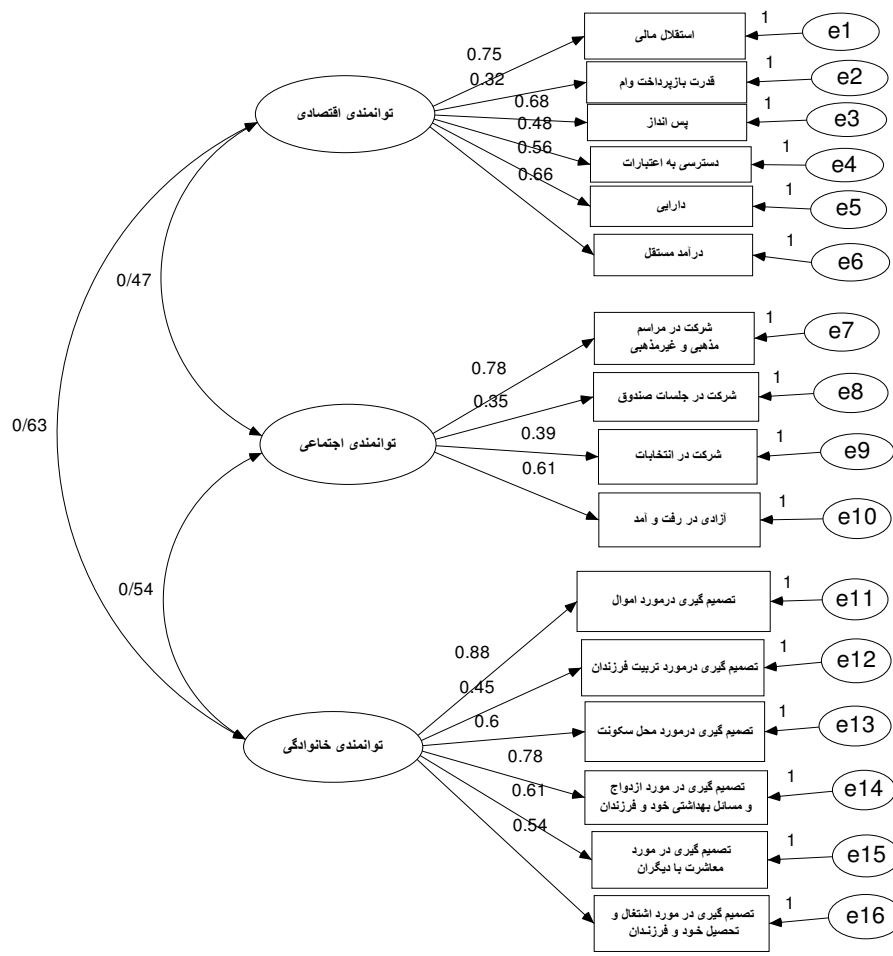 توانمندی اقتصادی
0.75
0.32
0.68
0.48
0.56
0.66
استقلال مالی
1
e1
قدرت بازپرداخت وام
1
e2
پس انداز
1
e3
دسترسی به اعتبارات
1
e4
دارایی
1
e5
درآمد مستقل
1
e6
0/47
0/63
0/54
توانمندی اجتماعی
0.78
0.35
0.39
0.61
شرکت در مراسم
مذهبی و غیرمذهبی
1
e7
شرکت در جلسات صندوق
1
e8
شرکت در انتخابات
1
e9
آزادی در رفت و آمد
1
e10
توانمندی خانوادگی
0.88
0.45
0.6
0.78
0.61
0.54
تصمیم گیری درمورد اموال
1
e11
تصمیم گیری درمورد تربیت فرزندان
1
e12
تصمیم گیری درمورد محل سکونت
1
e13
تصمیم گیری در مورد ازدواج
و مسائل بهداشتی خود و فرزندان
1
e14
تصمیم گیری در مورد
معاشرت با دیگران
1
e15
تصمیم گیری در مورد اشتغال و
تحصیل خود و فرزندان
1
e16